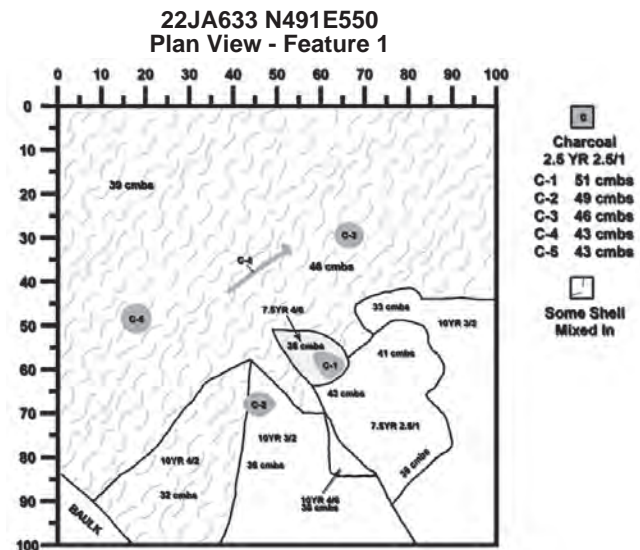 22JA633 N491E550
Plan View - Feature 1
0 10 20 30 40 50 60 70 80 90 100
0
10
20
30
40
50
60
70
80
90
100
39 cmbs
C-3
C-4
46 cmbs
C-5
7.5YR 4/6
38 cmbs
C-1
33 cmbs
10YR 3/2
41 cmbs
43 cmbs
C-2
10YR 3/2
36 cmbs
7.5YR 2.5/1
38 cmbs
10YR 4/2
32 cmbs
10YR 4/6
38 cmbs
BAULK
C
Charcoal
2.5 YR 2.5/1
C-1 51 cmbs
C-2 49 cmbs
C-3 46 cmbs
C-4 43 cmbs
C-5 43 cmbs
Some Shell
Mixed In